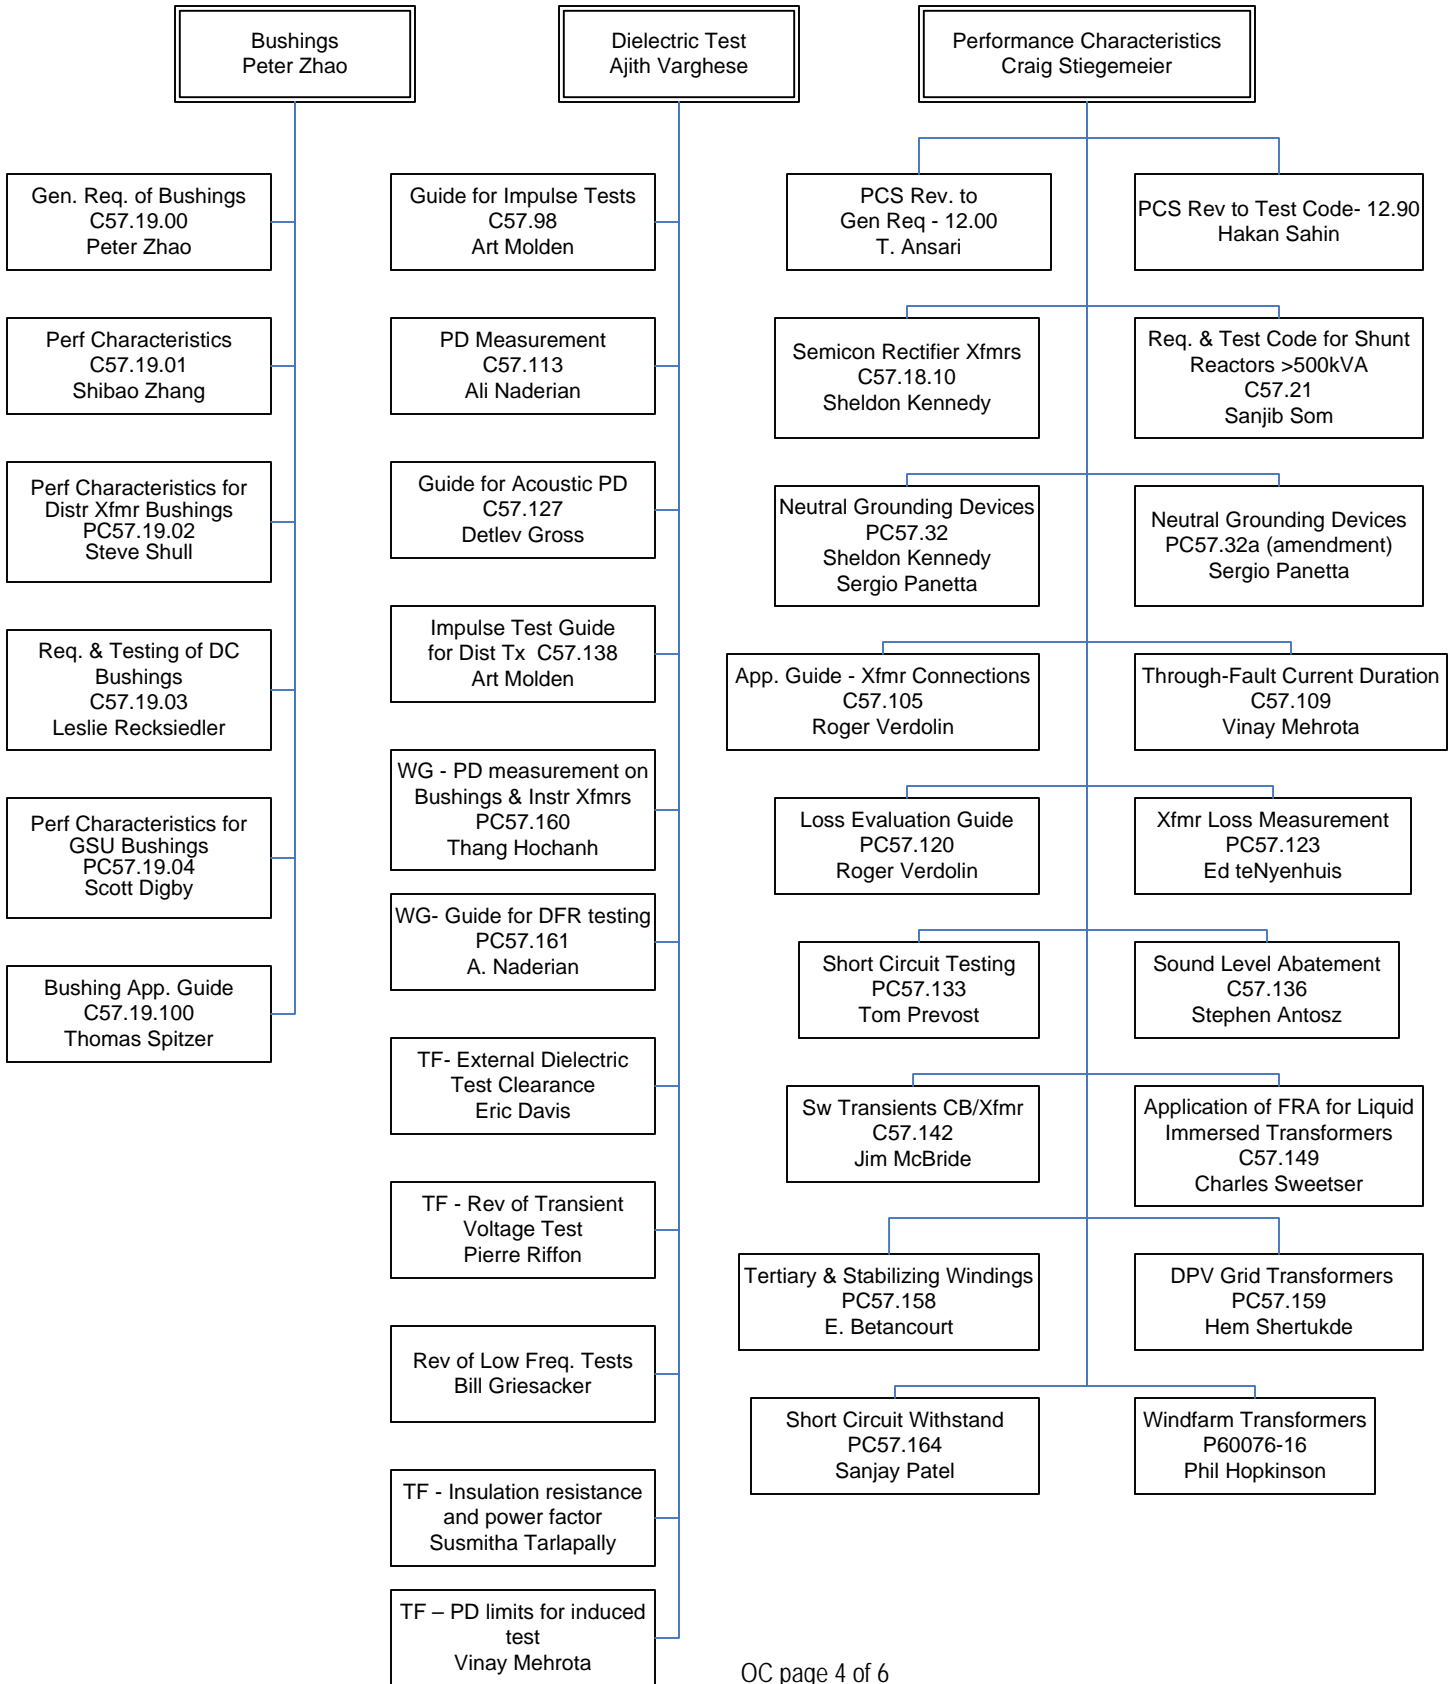 Bushings
Peter Zhao
Gen. Req. of Bushings
C57.19.00
Peter Zhao
Perf Characteristics
C57.19.01
Shibao Zhang
Perf Characteristics for
Distr Xfmr Bushings
PC57.19.02
Steve Shull
Req. & Testing of DC
Bushings
C57.19.03
Leslie Recksiedler
Perf Characteristics for
GSU Bushings
PC57.19.04
Scott Digby
Bushing App. Guide
C57.19.100
Thomas Spitzer
Dielectric Test
Ajith Varghese
Guide for Impulse Tests
C57.98
Art Molden
PD Measurement
C57.113
Ali Naderian
Guide for Acoustic PD
C57.127
Detlev Gross
Impulse Test Guide
for Dist Tx  C57.138
Art Molden
WG - PD measurement on
Bushings & Instr Xfmrs
PC57.160
Thang Hochanh
WG- Guide for DFR testing
PC57.161
A. Naderian
TF- External Dielectric
Test Clearance
Eric Davis
TF - Rev of Transient
Voltage Test
Pierre Riffon
Rev of Low Freq. Tests
Bill Griesacker
TF - Insulation resistance
and power factor
Susmitha Tarlapally
TF – PD limits for induced
test
Vinay Mehrota
Performance Characteristics
Craig Stiegemeier
PCS Rev. to
Gen Req - 12.00
T. Ansari
PCS Rev to Test Code- 12.90
Hakan Sahin
Semicon Rectifier Xfmrs
C57.18.10
Sheldon Kennedy
Req. & Test Code for Shunt
Reactors >500kVA
C57.21
Sanjib Som
Neutral Grounding Devices
PC57.32
Sheldon Kennedy
Sergio Panetta
Neutral Grounding Devices
PC57.32a (amendment)
Sergio Panetta
App. Guide - Xfmr Connections
C57.105
Roger Verdolin
Through-Fault Current Duration
C57.109
Vinay Mehrota
Loss Evaluation Guide
PC57.120
Roger Verdolin
Xfmr Loss Measurement
PC57.123
Ed teNyenhuis
Short Circuit Testing
PC57.133
Tom Prevost
Sound Level Abatement
C57.136
Stephen Antosz
Sw Transients CB/Xfmr
C57.142
Jim McBride
Application of FRA for Liquid
Immersed Transformers
C57.149
Charles Sweetser
Tertiary & Stabilizing Windings
PC57.158
E. Betancourt
DPV Grid Transformers
PC57.159
Hem Shertukde
Short Circuit Withstand
PC57.164
Sanjay Patel
Windfarm Transformers
P60076-16
Phil Hopkinson
OC page 4 of 6